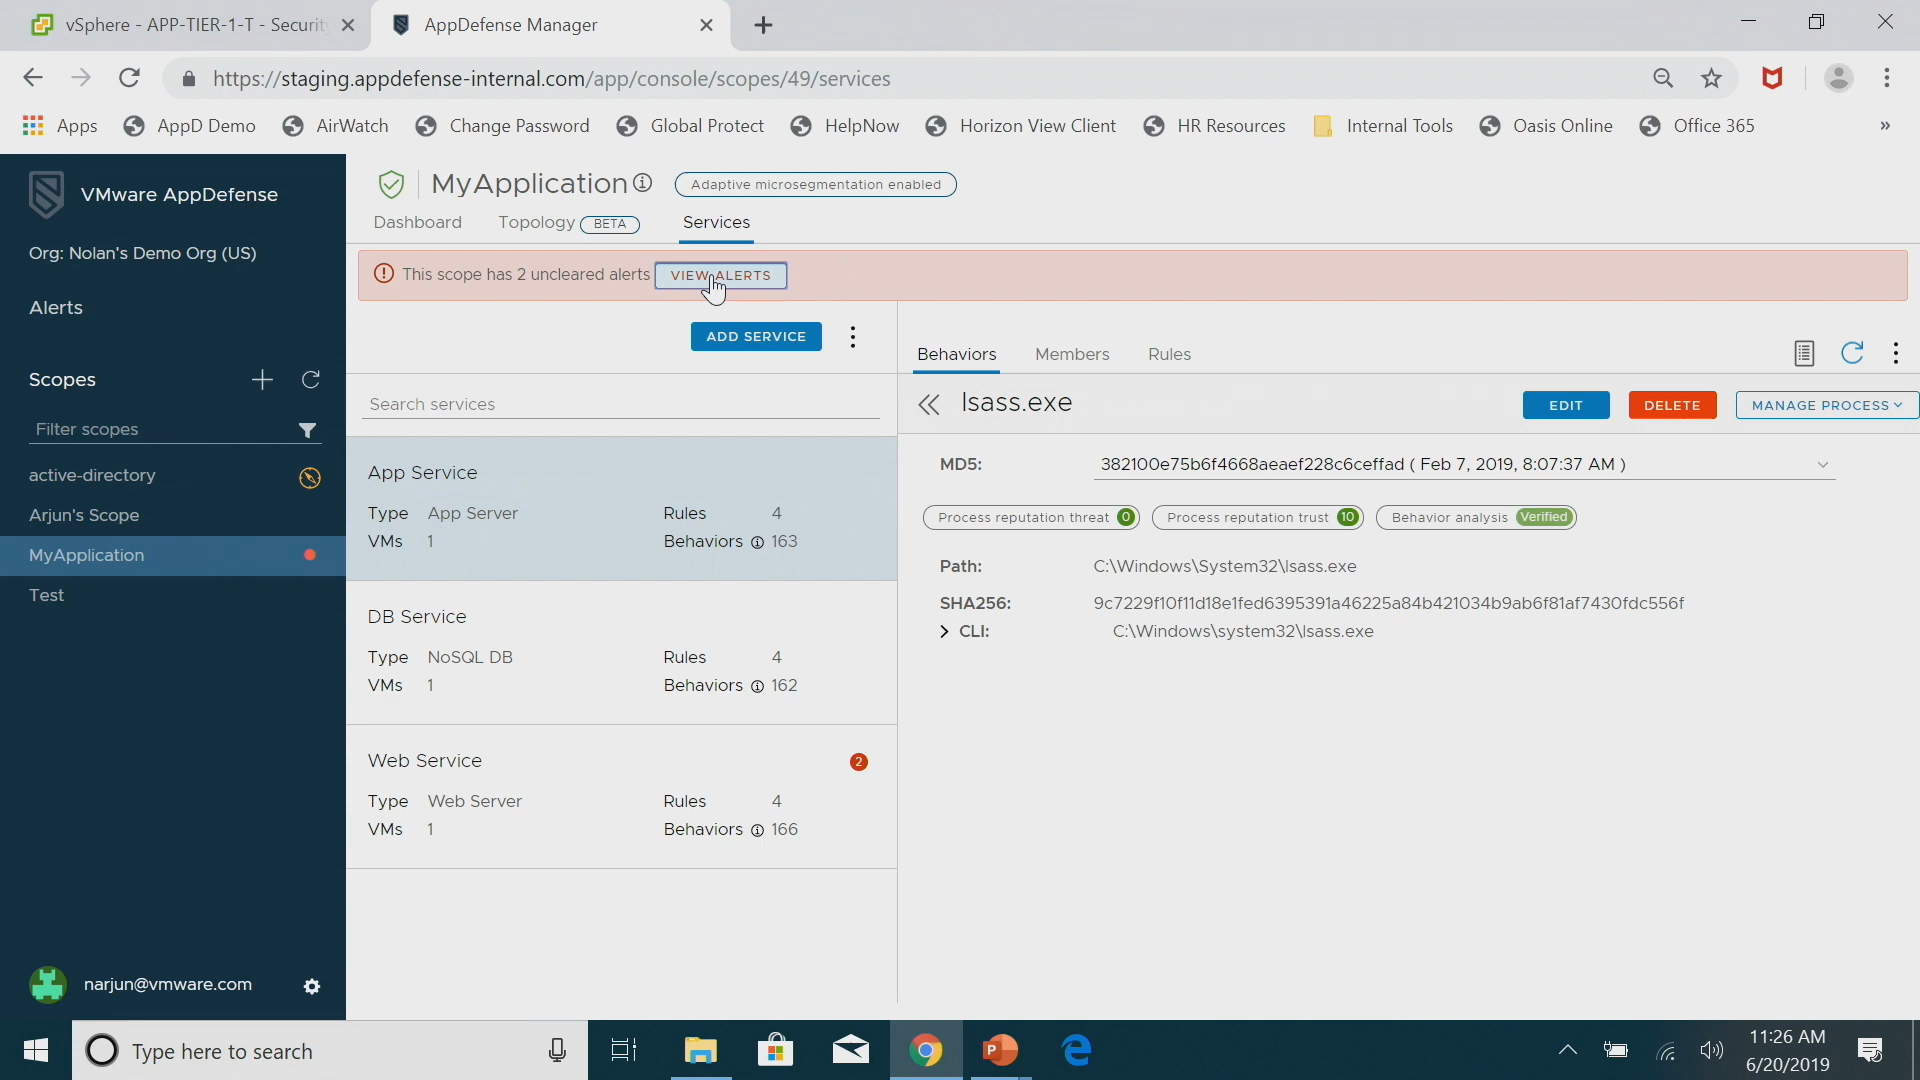 vSphere - APP-TIER-1-T - Securit
AppDefense Manager
https://staging.appdefense-internal.com/app/console/scopes/49/services
Apps
AppD Demo
AirWatch
Change Password
Global Protect
HelpNow
Horizon View Client
HR Resources
Internal Tools
Oasis Online
Office 365
»
VMware AppDefense
Org: Nolan's Demo Org (US)
Alerts
Scopes
Filter scopes
active-directory
Arjun's Scope
MyApplication
Test
narjun@vmware.com
MyApplication
Adaptive microsegmentation enabled
Dashboard
Topology BETA
Services
This scope has 2 uncleared alerts VIEW ALERTS
ADD SERVICE
Search services
App Service
Type App Server Rules 4
VMs 1 Behaviors 163
DB Service
Type NoSQL DB Rules 4
VMs 1 Behaviors 162
Web Service 2
Type Web Server Rules 4
VMs 1 Behaviors 166
Behaviors Members Rules
lsass.exe
EDIT DELETE MANAGE PROCESS
MD5: 382100e75b6f4668aeaef228c6ceffad ( Feb 7, 2019, 8:07:37 AM )
Process reputation threat 0 Process reputation trust 10 Behavior analysis Verified
Path: C:\Windows\System32\lsass.exe
SHA256: 9c7229f10f11d18e1fed6395391a46225a84b421034b9ab6f81af7430fdc556f
CLI: C:\Windows\system32\lsass.exe
Type here to search
11:26 AM
6/20/2019